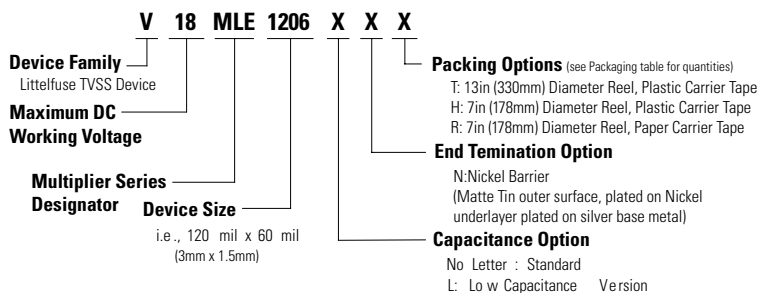 V 18 MLE 1206 X X X
Device Family
Littelfuse TVSS Device
Maximum DC
Working Voltage
Multiplier Series
Designator
Device Size
i.e., 120 mil x 60 mil
(3mm x 1.5mm)
Packing Options (see Packaging table for quantities)
T: 13in (330mm) Diameter Reel, Plastic Carrier Tape
H: 7in (178mm) Diameter Reel, Plastic Carrier Tape
R: 7in (178mm) Diameter Reel, Paper Carrier Tape
End Temination Option
N:Nickel Barrier
(Matte Tin outer surface, plated on Nickel
underlayer plated on silver base metal)
Capacitance Option
No Letter : Standard
L: Lo w Capacitance Ve rsion